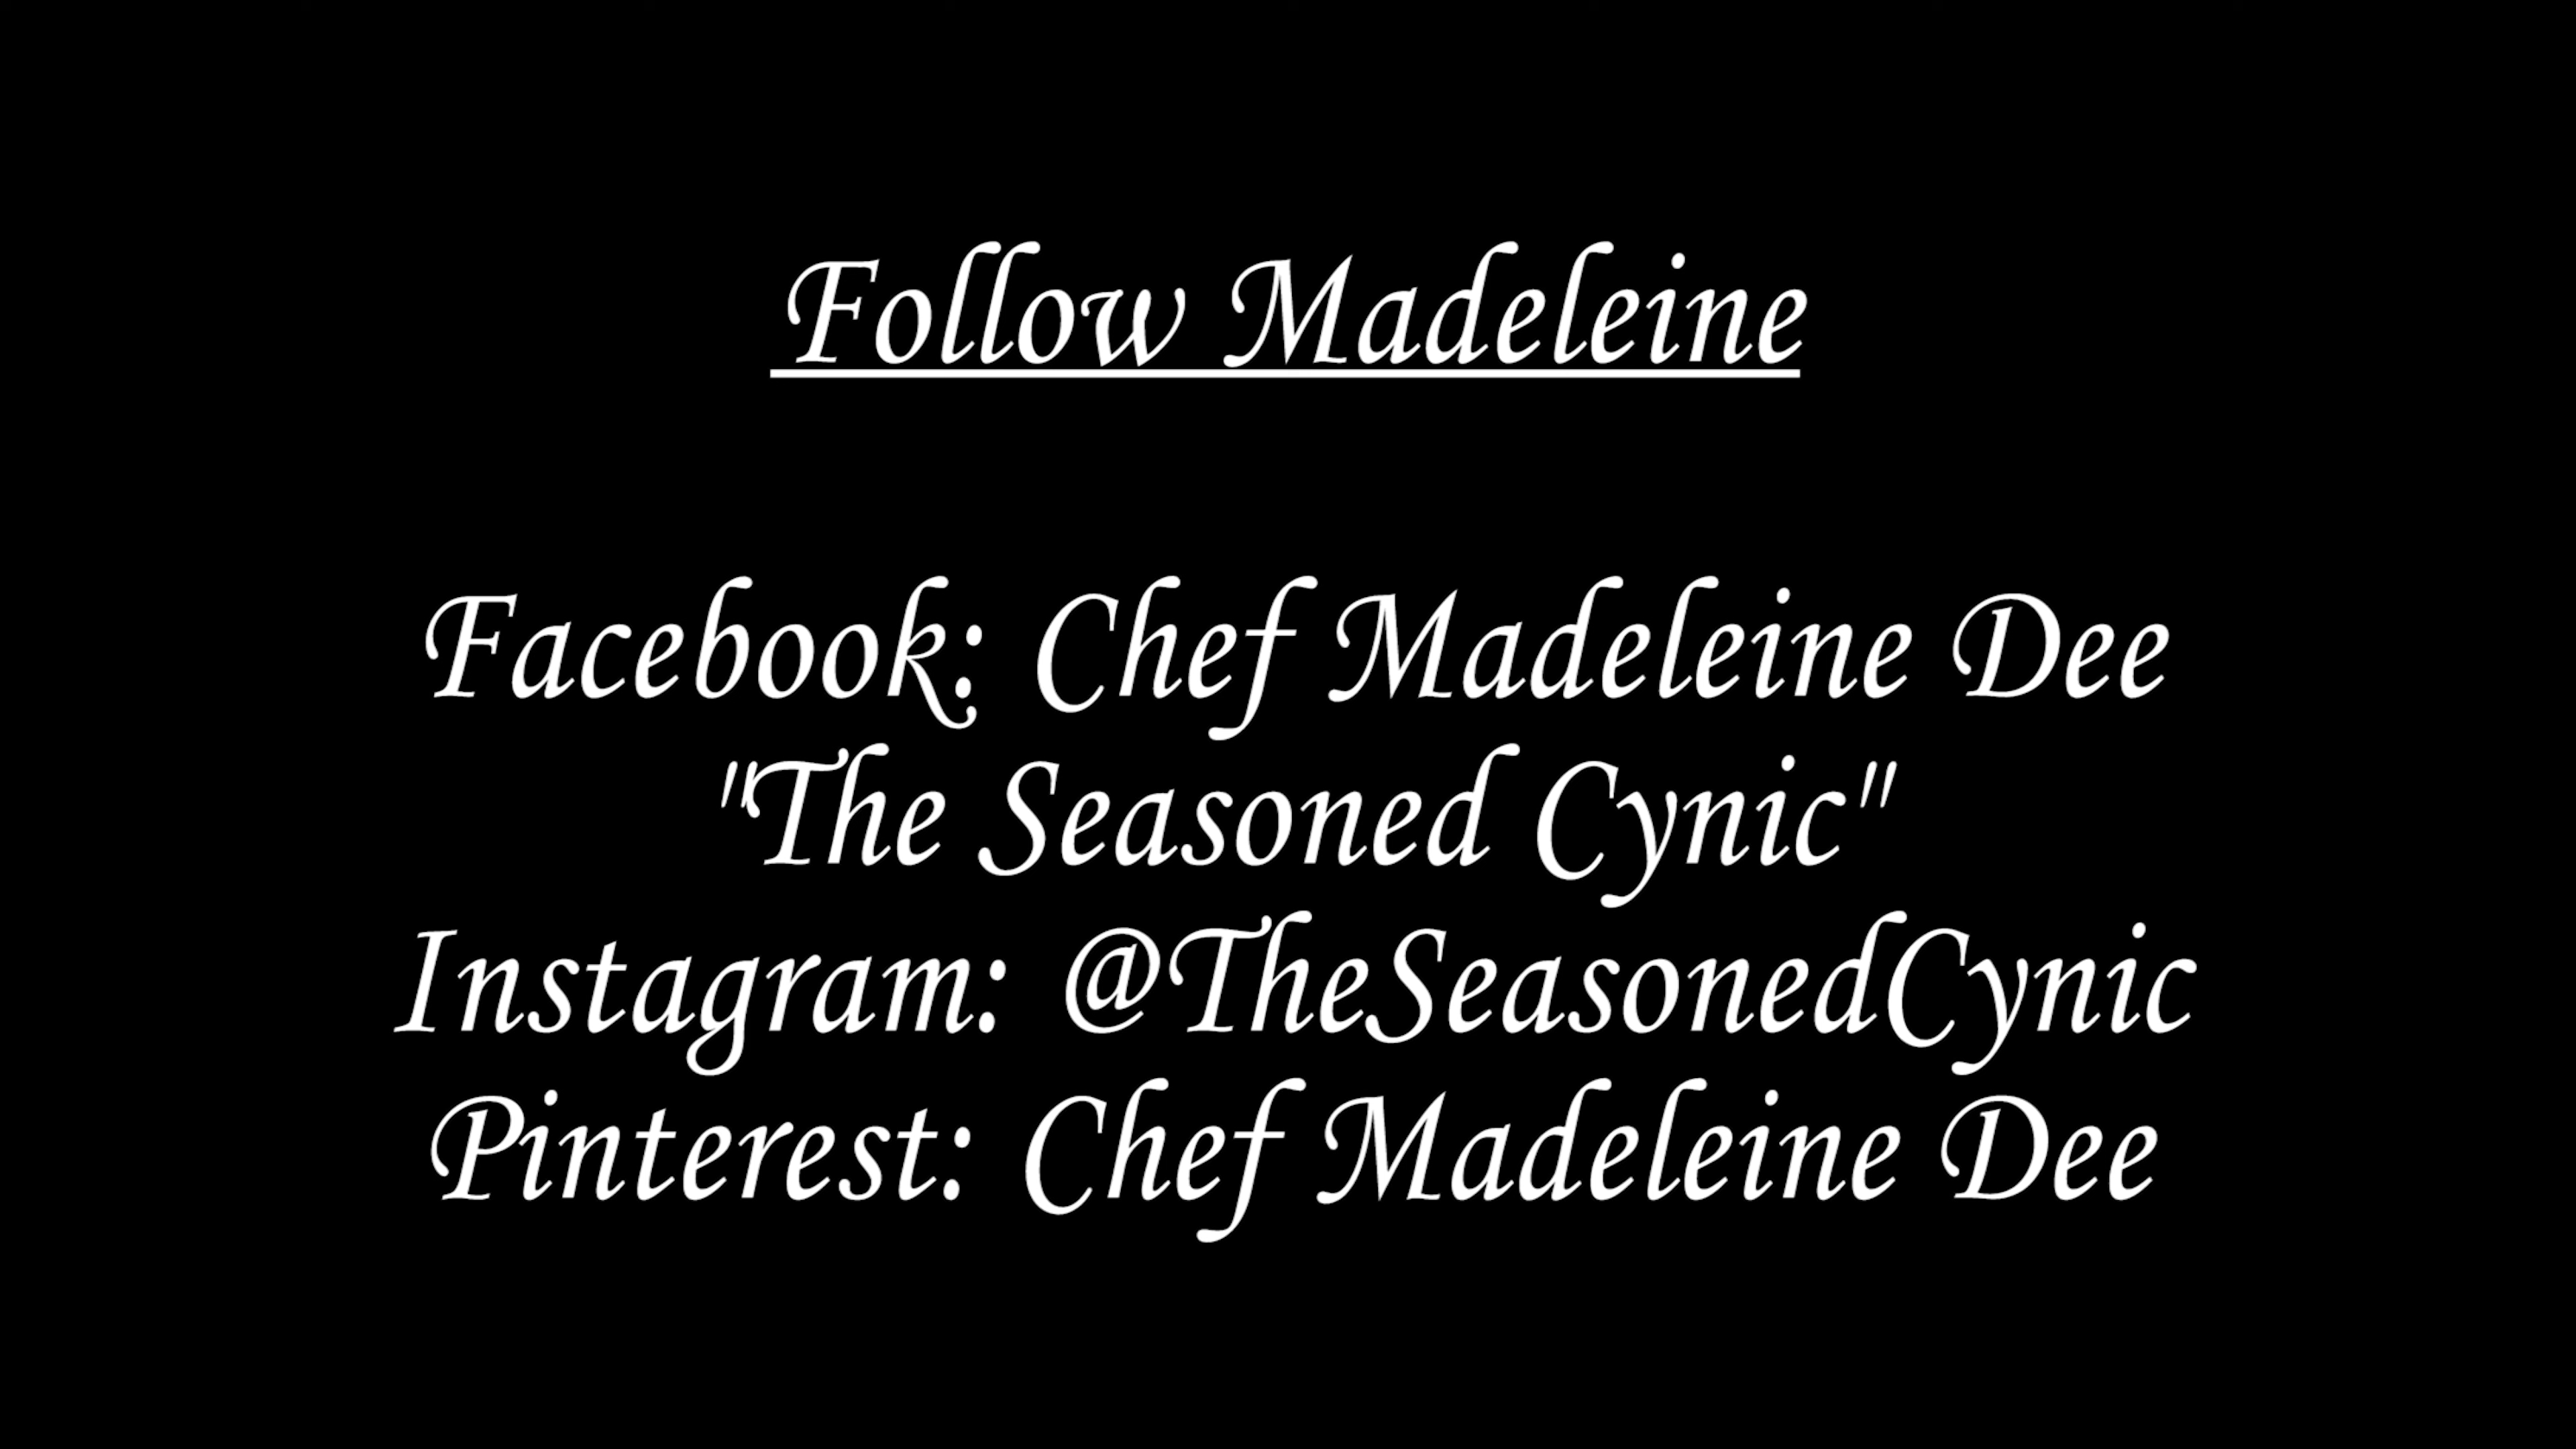 Follow Madeleine
Facebook: Chef Madeleine Dee
"The Seasoned Cynic"
Instagram: @TheSeasonedCynic
Pinterest: Chef Madeleine Dee